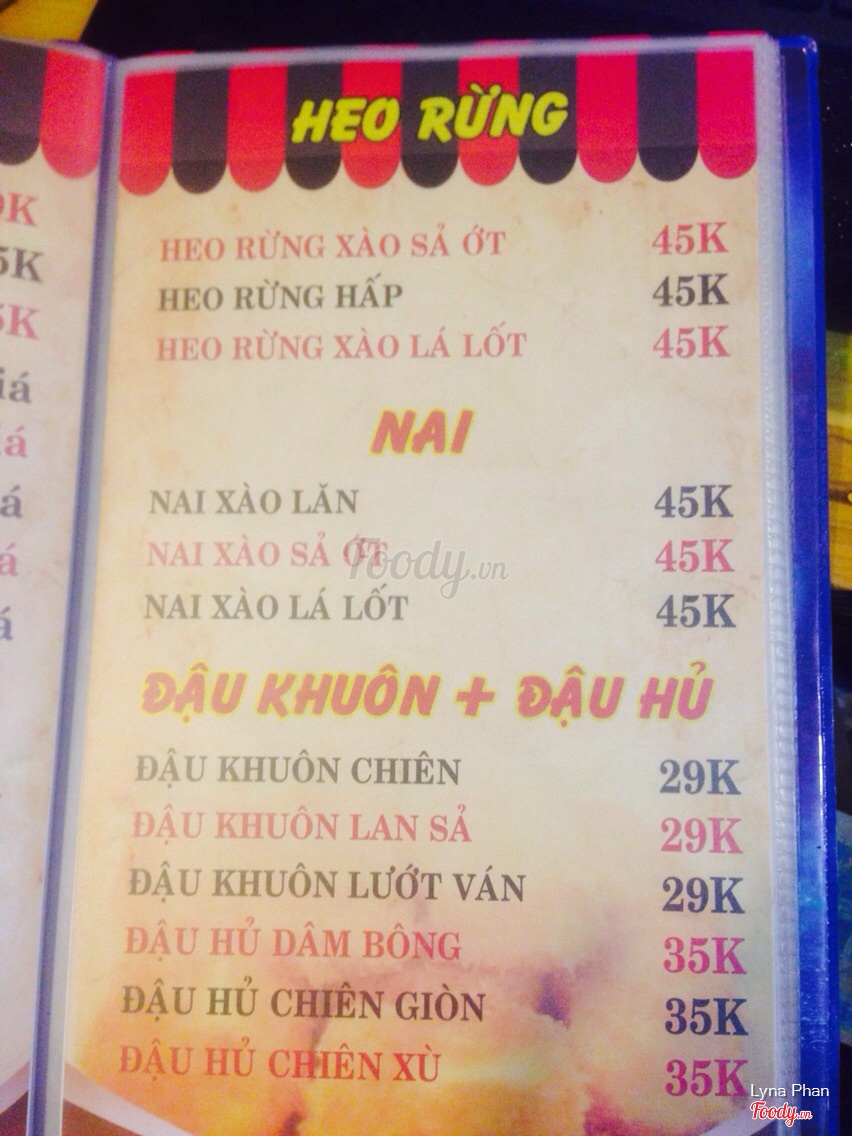 HEO RỪNG
HEO RỪNG XÀO SẢ ỚT 45K
HEO RỪNG HẤP 45K
HEO RỪNG XÀO LÁ LỐT 45K
NAI
NAI XÀO LĂN 45K
NAI XÀO SẢ ỚT 45K
NAI XÀO LÁ LỐT 45K
Foody.vn
ĐẬU KHUÔN + ĐẬU HỦ
ĐẬU KHUÔN CHIÊN 29K
ĐẬU KHUÔN LAN SẢ 29K
ĐẬU KHUÔN LƯỚT VÁN 29K
ĐẬU HỦ DÂM BÔNG 35K
ĐẬU HỦ CHIÊN GIÒN 35K
ĐẬU HỦ CHIÊN XÙ 35K
Lyna Phan
Foody.vn